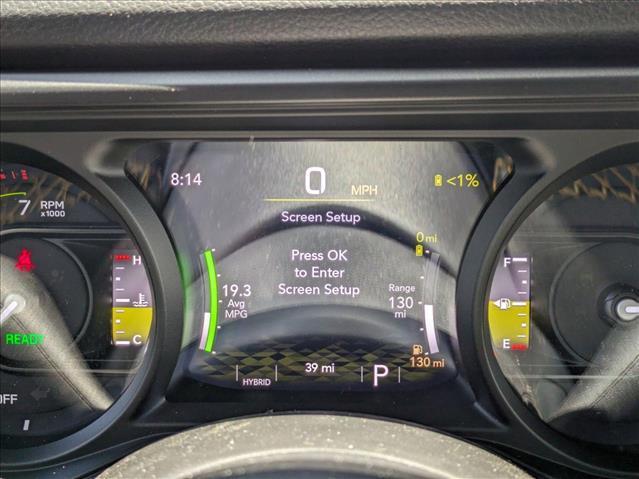 8:14
0 MPH
<1%
Screen Setup
7 RPM
x1000
0 mi
Press OK
to Enter
Screen Setup
H
F
19.3
Avg
MPG
Range
130
mi
READY
C
E
39 mi
130 mi
HYBRID
P
OFF